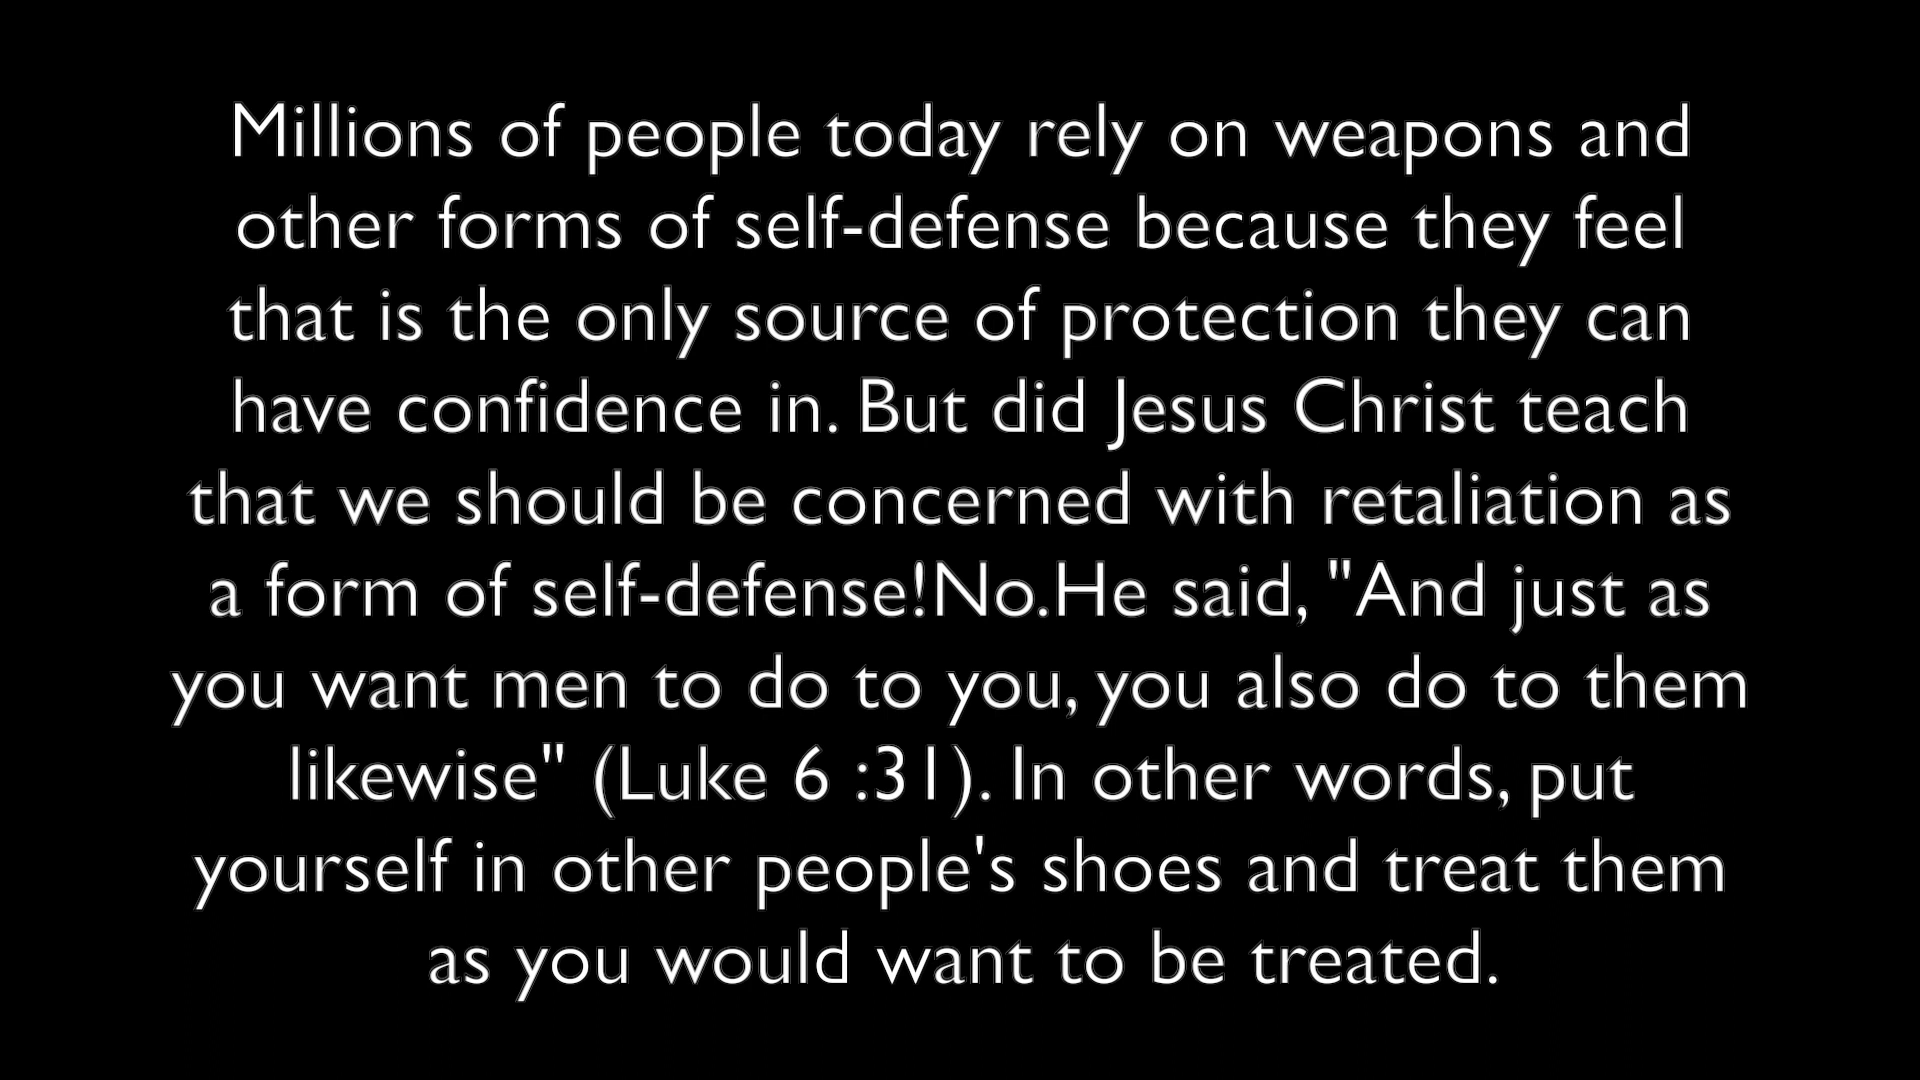 Millions of people today rely on weapons and
other forms of self-defense because they feel
that is the only source of protection they can
have confidence in. But did Jesus Christ teach
that we should be concerned with retaliation as
a form of self-defense!No.He said, "And just as
you want men to do to you, you also do to them
likewise" (Luke 6 :31). In other words, put
yourself in other people's shoes and treat them
as you would want to be treated.